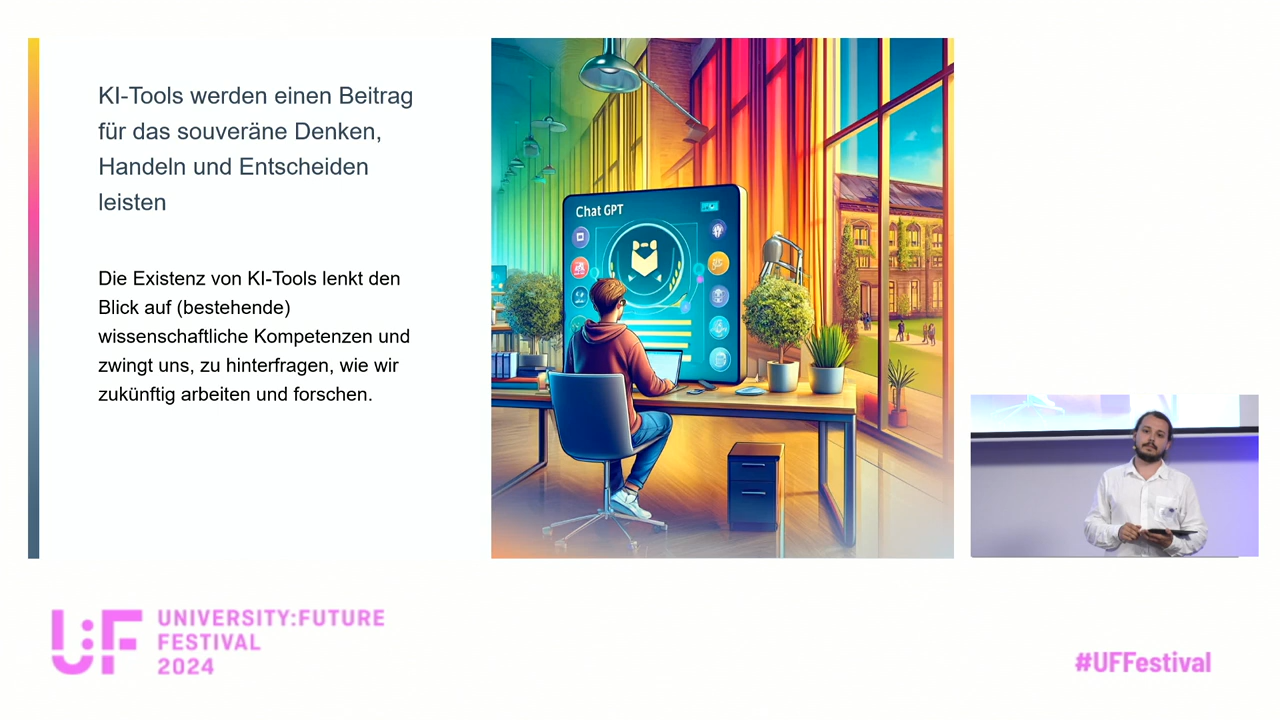 KI-Tools werden einen Beitrag
für das souveräne Denken,
Handeln und Entscheiden
leisten
Die Existenz von KI-Tools lenkt den
Blick auf (bestehende)
wissenschaftliche Kompetenzen und
zwingt uns, zu hinterfragen, wie wir
zukünftig arbeiten und forschen.
Chat GPT
U:F
UNIVERSITY:FUTURE
FESTIVAL
2024
#UFFestival